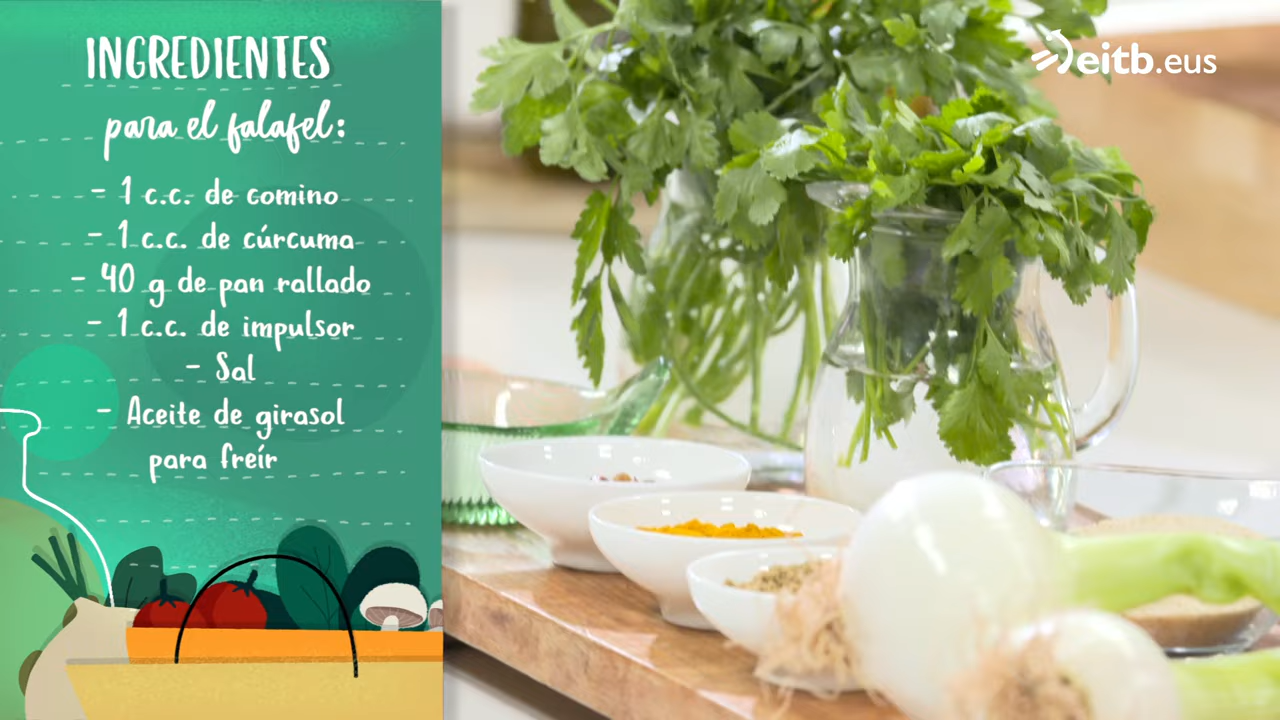 INGREDIENTES
para el falafel:
- 1 c.c. de comino
- 1 c.c. de cúrcuma
- 40 g de pan rallado
- 1 c.c. de impulsor
- Sal
- Aceite de girasol
para freír
eitb.eus